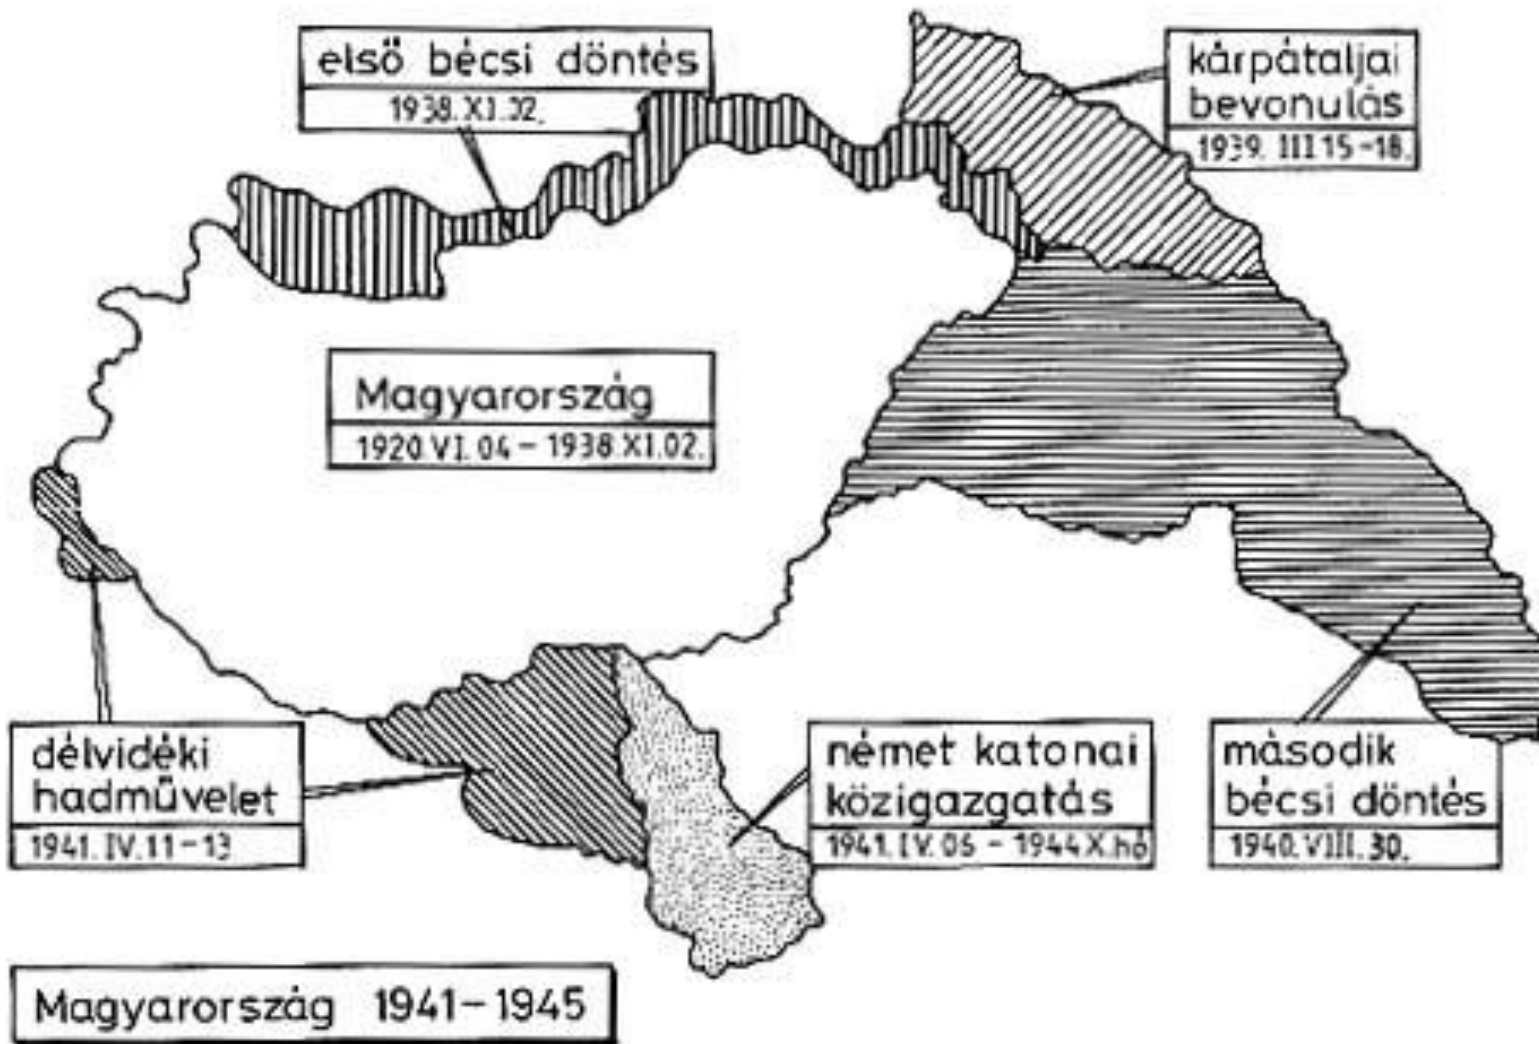 első bécsi döntés
1938.XI.02.
kárpátaljai
bevonulás
1939. III.15-18.
Magyarország
1920.VI.04 - 1938.XI.02.
délvidéki
hadművelet
1941.IV.11-13
német katonai
közigazgatás
1941.IV.06 - 1944 X.hó
második
bécsi döntés
1940.VIII.30.
Magyarország 1941-1945